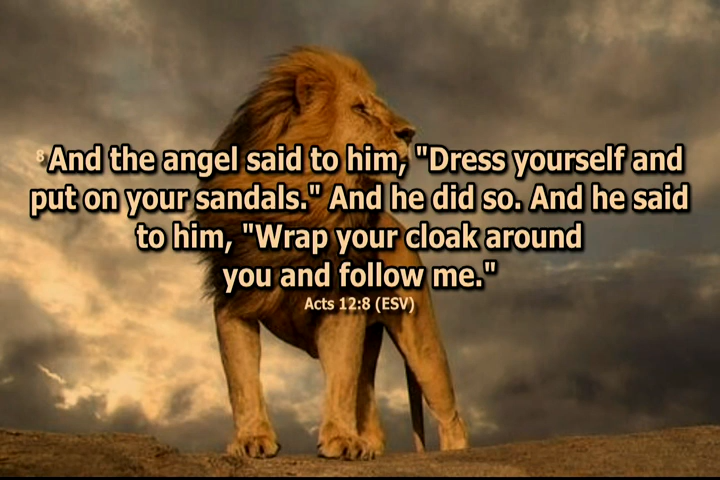 8 And the angel said to him, "Dress yourself and
put on your sandals." And he did so. And he said
to him, "Wrap your cloak around
you and follow me."
Acts 12:8 (ESV)